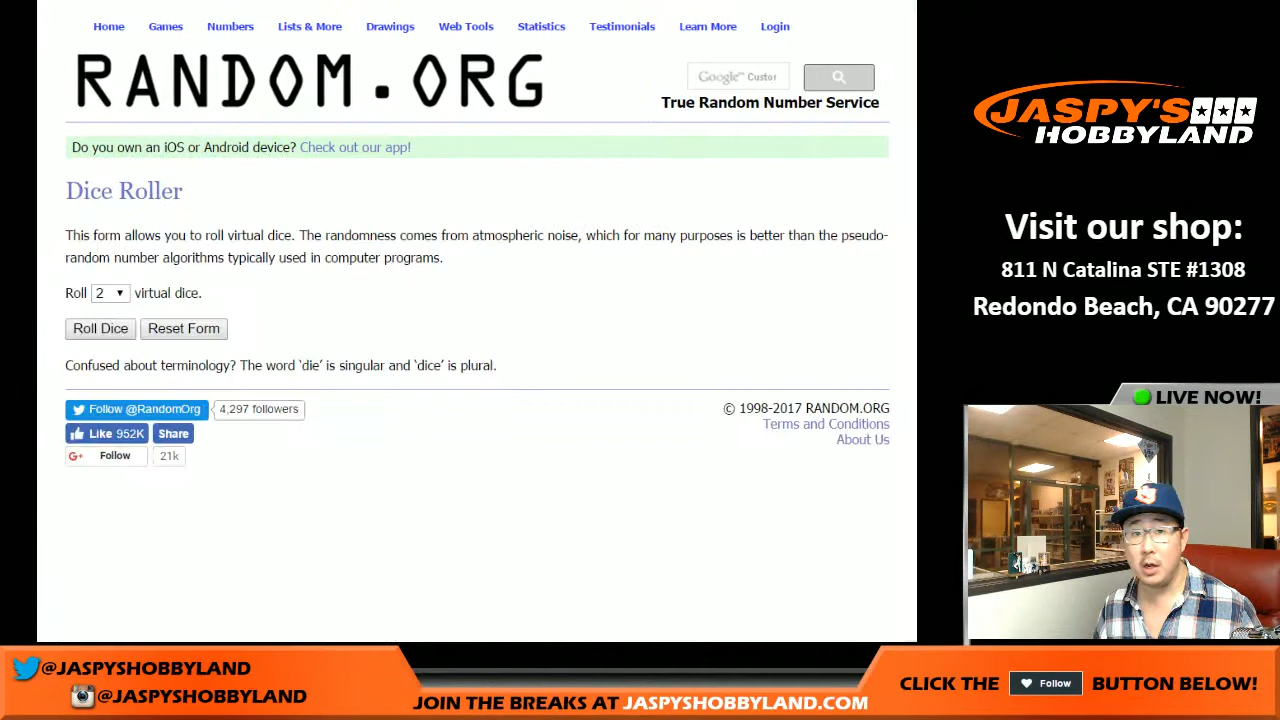 Home Games Numbers Lists & More Drawings Web Tools Statistics Testimonials Learn More Login
RANDOM.ORG
Google™ Custor
True Random Number Service
Do you own an iOS or Android device? Check out our app!
Dice Roller
This form allows you to roll virtual dice. The randomness comes from atmospheric noise, which for many purposes is better than the pseudo-
random number algorithms typically used in computer programs.
Roll 2 virtual dice.
Roll Dice Reset Form
Confused about terminology? The word ‘die’ is singular and ‘dice’ is plural.
Follow @RandomOrg 4,297 followers
Like 952K Share
G+ Follow 21k
© 1998-2017 RANDOM.ORG
Terms and Conditions
About Us
JASPY'S
HOBBYLAND
Visit our shop:
811 N Catalina STE #1308
Redondo Beach, CA 90277
LIVE NOW!
@JASPYSHOBBYLAND
@JASPYSHOBBYLAND
JOIN THE BREAKS AT JASPYSHOBBYLAND.COM
CLICK THE Follow BUTTON BELOW!